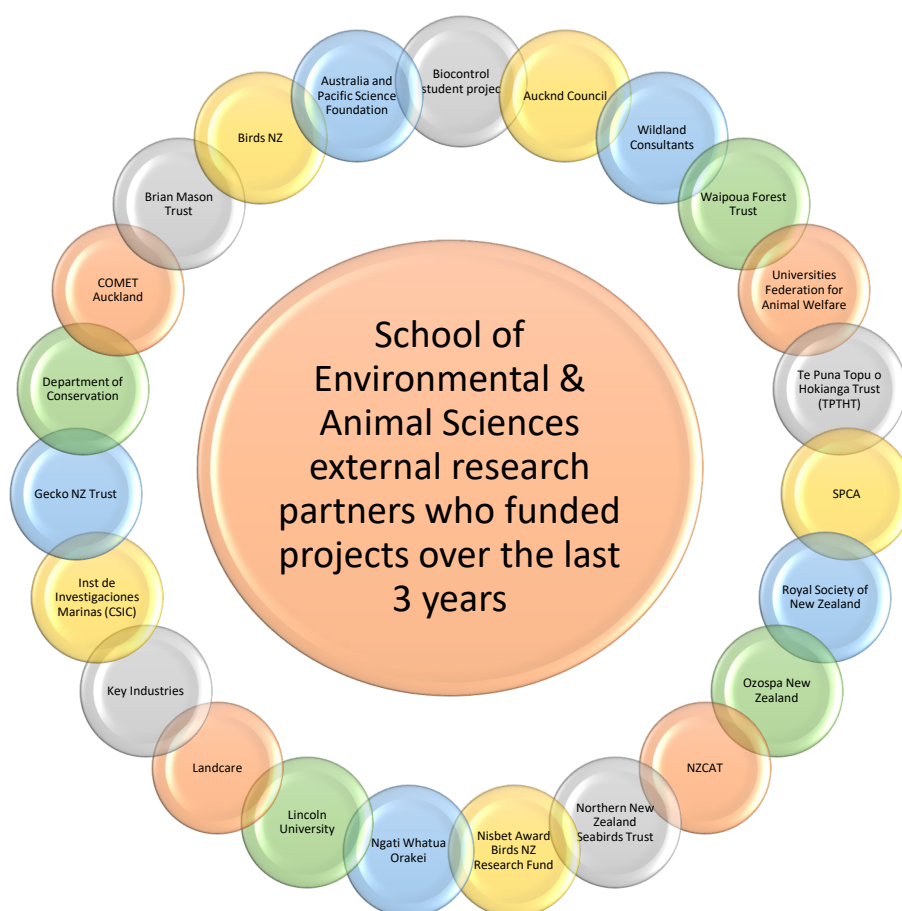 School of
Environmental &
Animal Sciences
external research
partners who funded
projects over the last
3 years
Biocontrol
student projec
Aucknd Council
Wildland
Consultants
Waipoua Forest
Trust
Universities
Federation for
Animal Welfare
Te Puna Topu o
Hokianga Trust
(TPTHT)
SPCA
Royal Society of
New Zealand
Ozospa New
Zealand
NZCAT
Northern New
Zealand
Seabirds Trust
Nisbet Award
Birds NZ
Research Fund
Ngati Whatua
Orakei
Lincoln
University
Landcare
Key Industries
Inst de
Investigaciones
Marinas (CSIC)
Gecko NZ Trust
Department of
Conservation
COMET
Auckland
Brian Mason
Trust
Birds NZ
Australia and
Pacific Science
Foundation